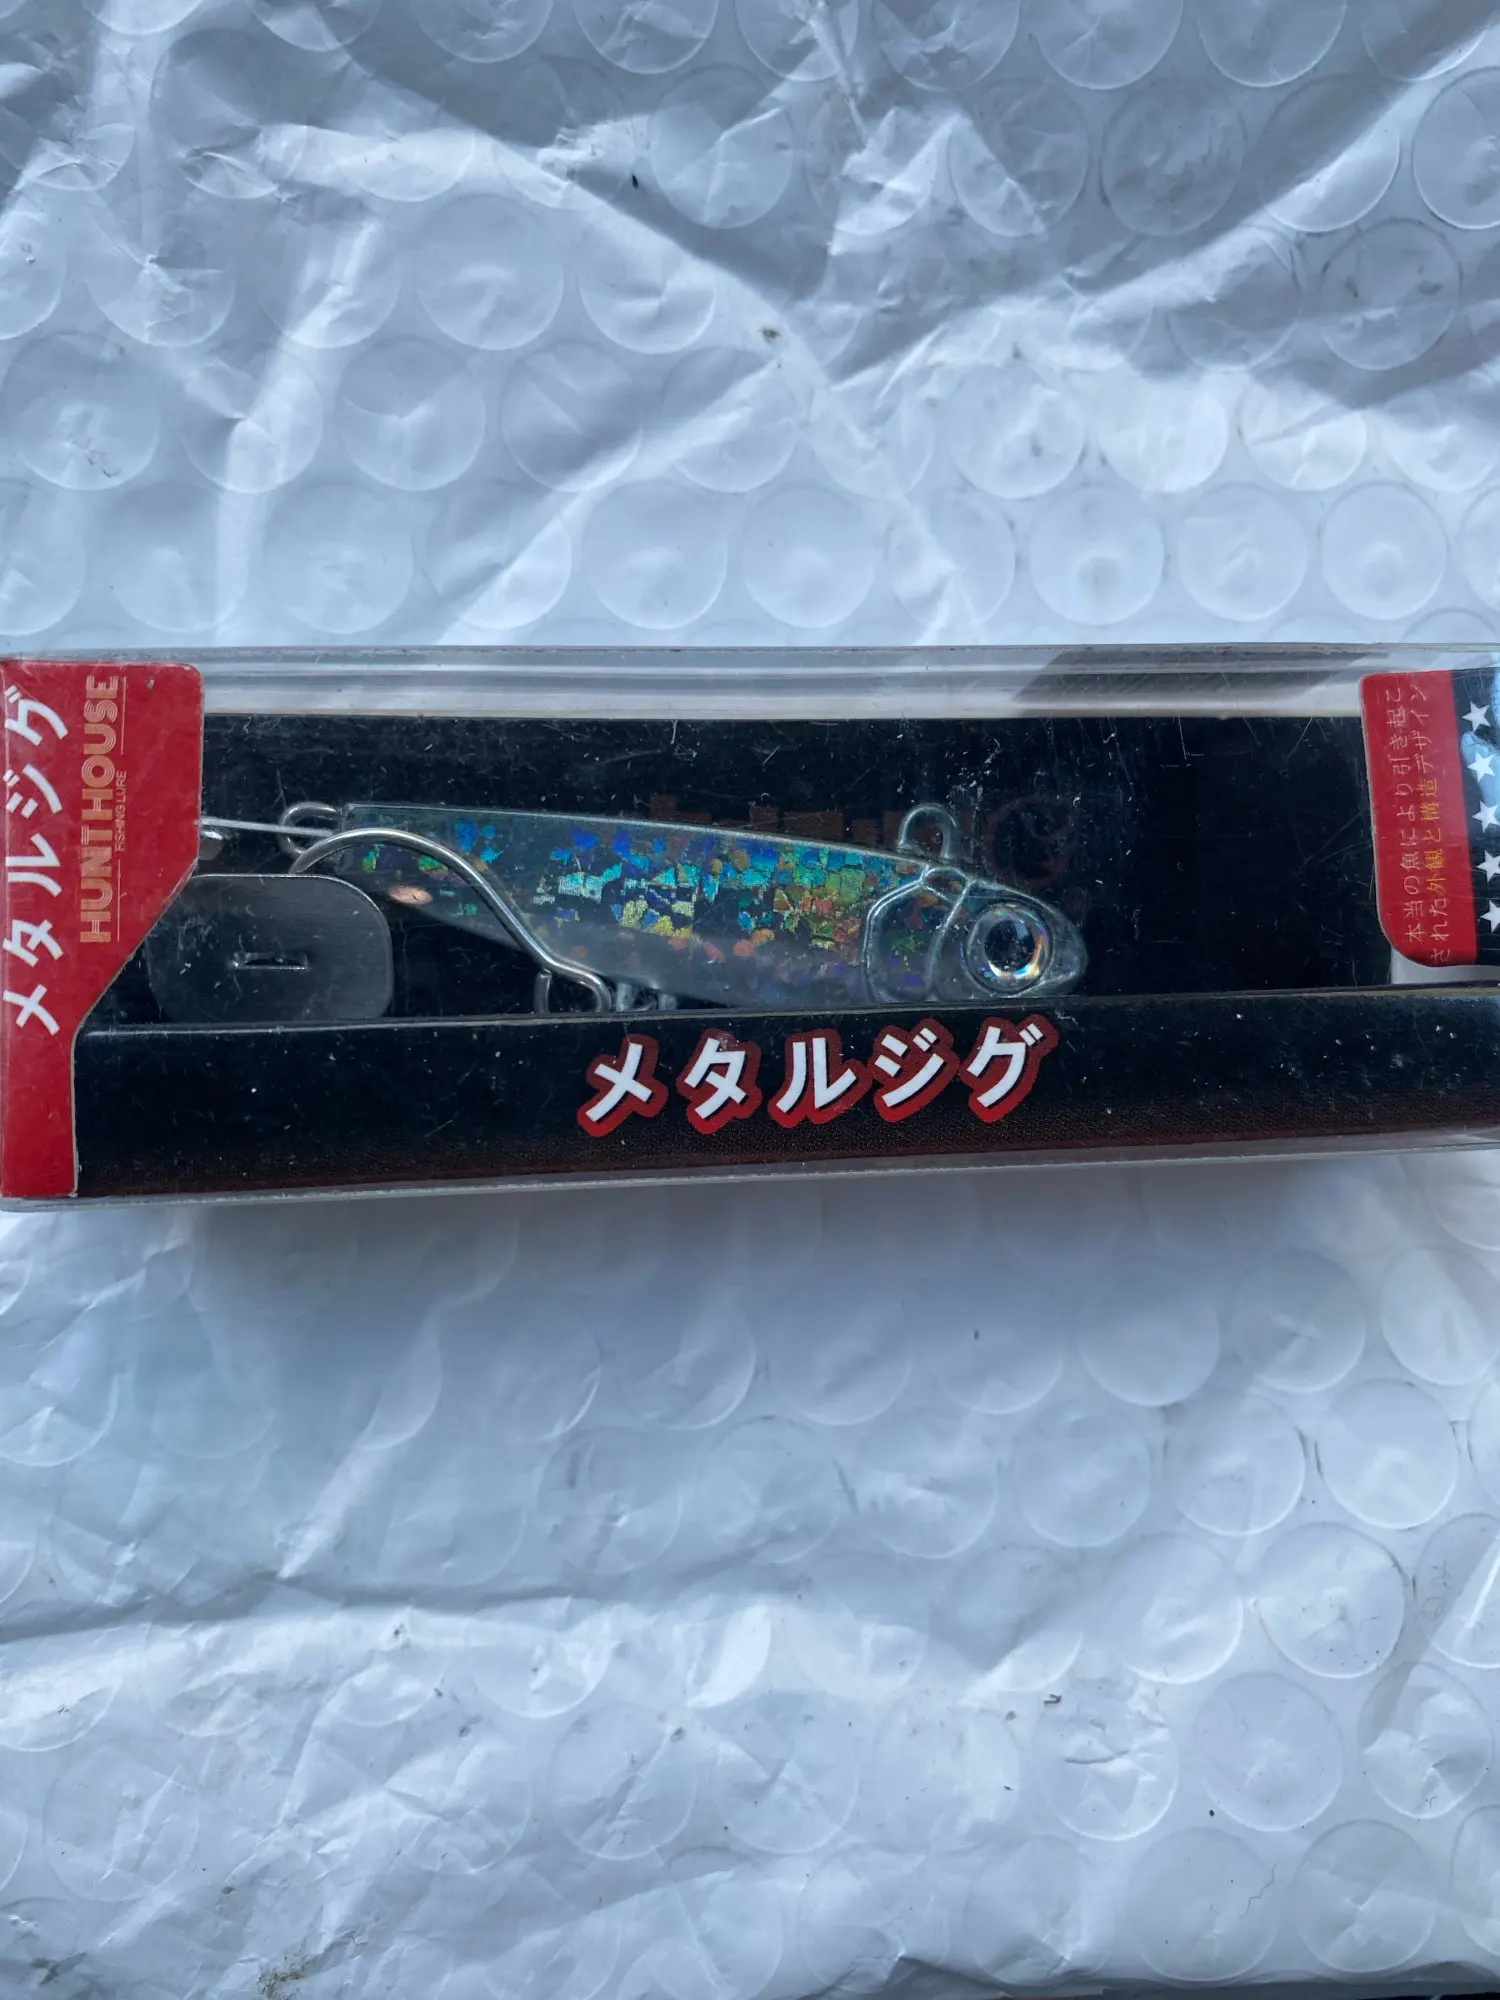 メタルジグ
HUNTHOUSE
FISHING LURE
メタルジグ
本当の魚により引き起こ
された外観と構造デザイン